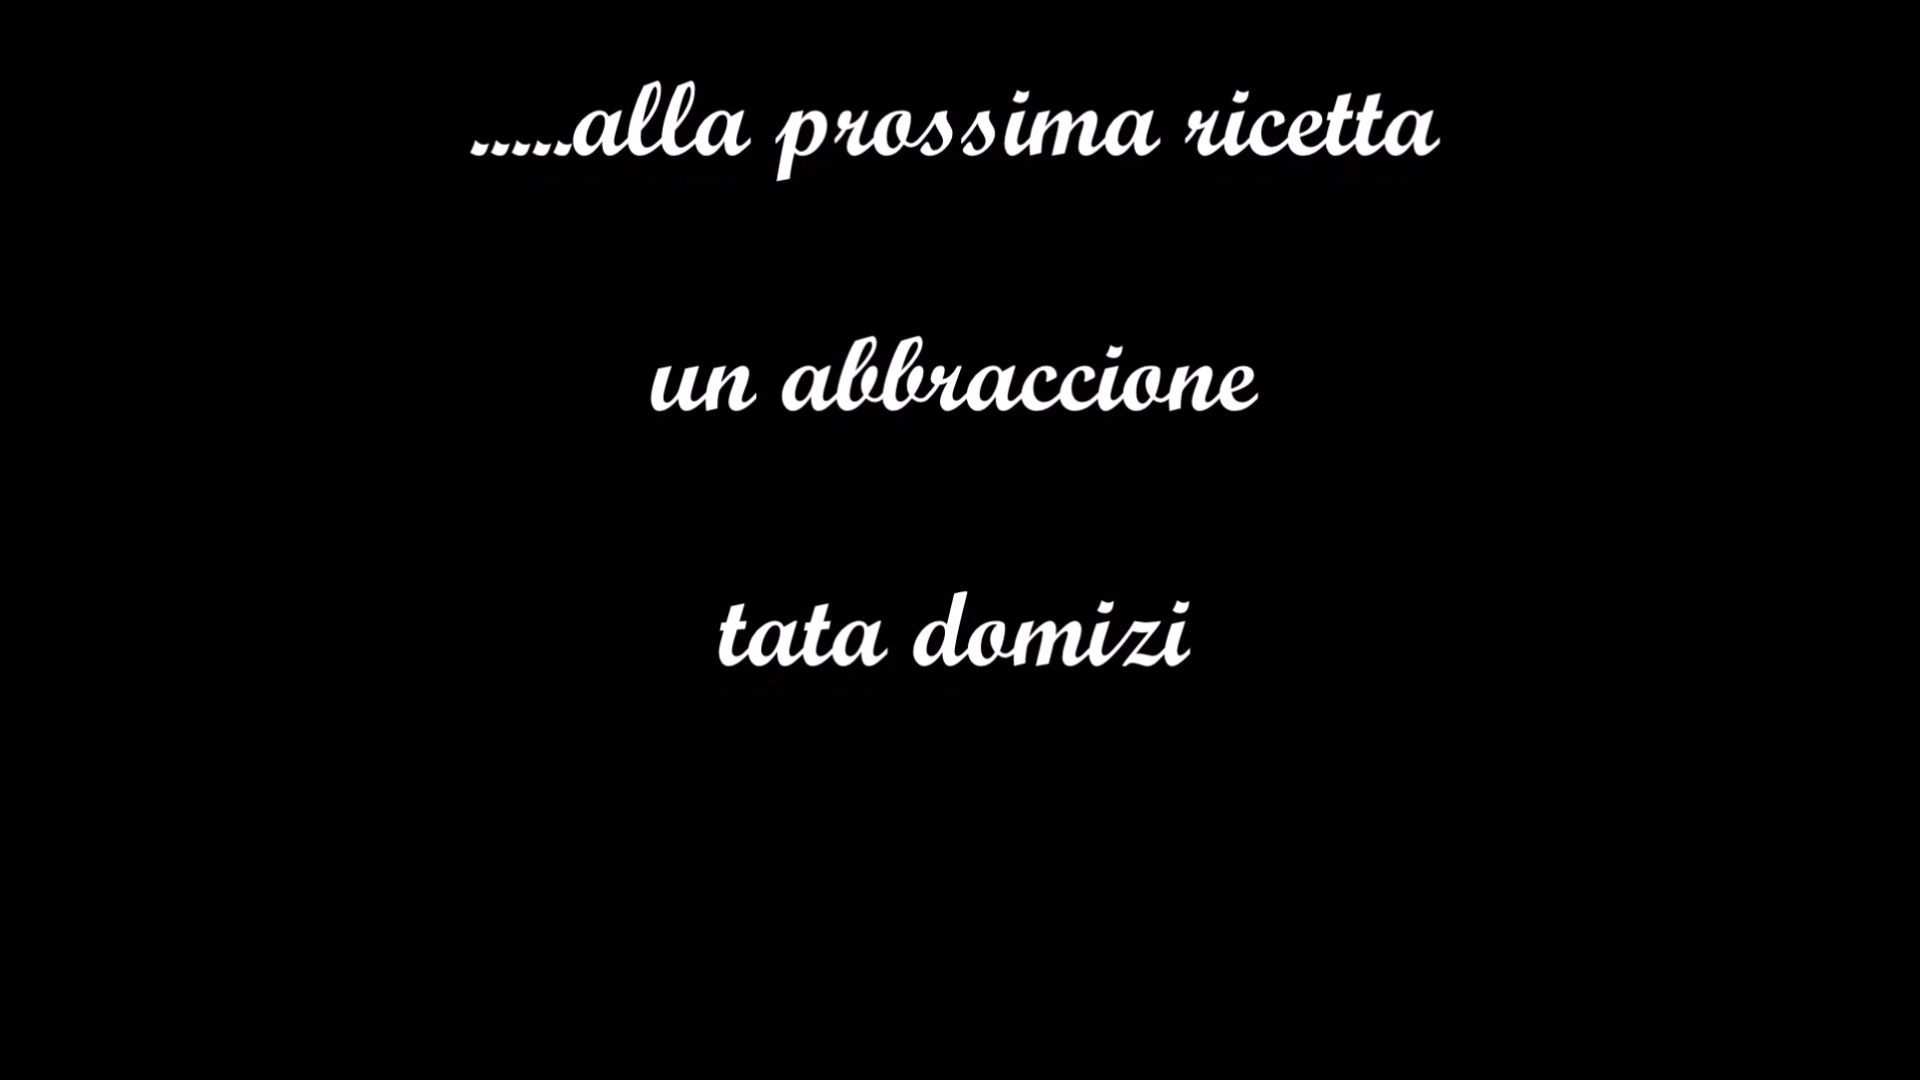 .....alla prossima ricetta
un abbraccione
tata domizi